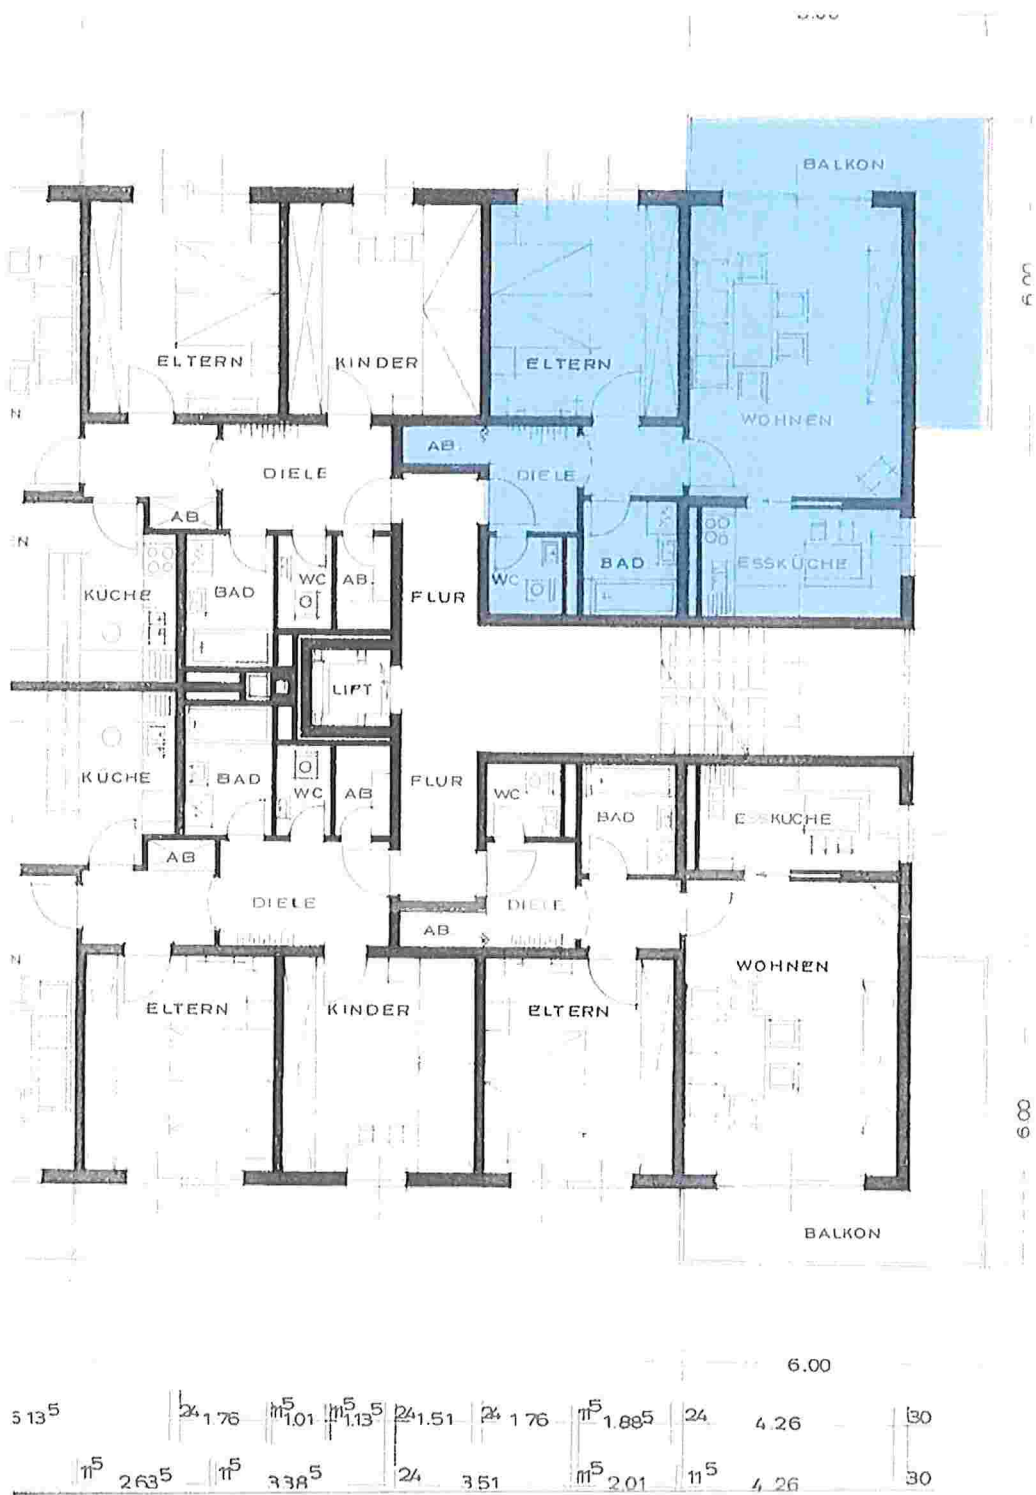 BALKON
6.00
ELTERN
KINDER
ELTERN
WOHNEN
N
AB.
DIELE
DIELE
AB
N
KÜCHE
BAD
WC
AB.
FLUR
WC
BAD
ESSKÜCHE
LIFT
KÜCHE
BAD
WC
AB
FLUR
WC
BAD
ESSKÜCHE
AB
DIELE
DIELE
AB
N
WOHNEN
ELTERN
KINDER
ELTERN
6.00
BALKON
6.00
5 13⁵ 24 1.76 11⁵ 1.01 11⁵ 1.13⁵ 24 1.51 24 1 76 11⁵ 1.88⁵ 24 4.26 30
11⁵ 2 63⁵ 11⁵ 3.38⁵ 24 3 51 11⁵ 2.01 11⁵ 4 26 30